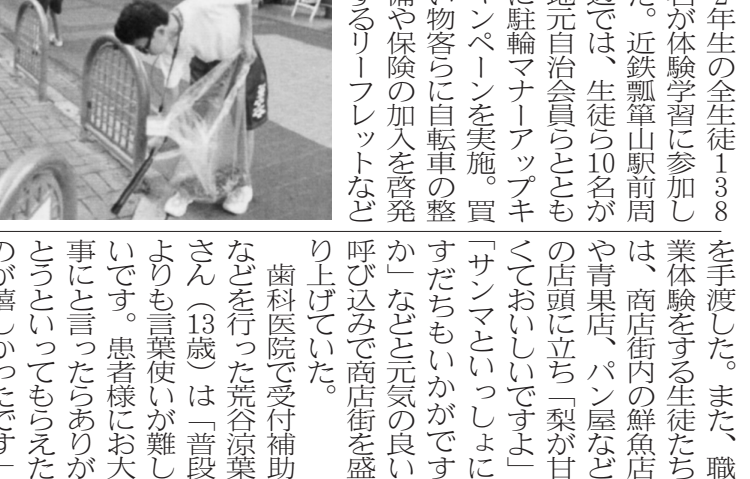 2年生の全生徒138
名が体験学習に参加し
た。近鉄瓢簞山駅前周
辺では、生徒ら10名が
地元自治会員らととも
に駐輪マナーアップキ
ャンペーンを実施。買
い物客らに自転車の整
備や保険の加入を啓発
するリーフレットなど
を手渡した。また、職
業体験をする生徒たち
は、商店街内の鮮魚店
や青果店、パン屋など
の店頭に立ち「梨が甘
くておいしいですよ」
「サンマといっしょに
すだちもいかがです
か」などと元気の良い
呼び込みで商店街を盛
り上げていた。
歯科医院で受付補助
などを行った荒谷涼葉
さん（13歳）は「普段
よりも言葉使いが難し
いです。患者様にお大
事にと言ったらありが
とうといってもらえた
のが嬉しかったです」